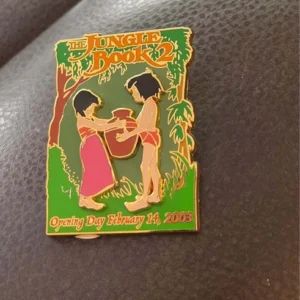 THE JUNGLE
BOOK 2
Opening Day February 14, 2003